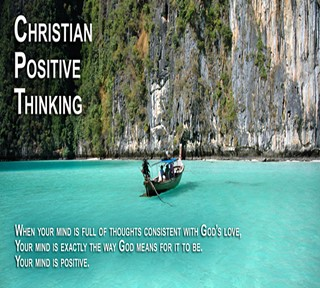 Christian
Positive
Thinking
When your mind is full of thoughts consistent with God's love,
Your mind is exactly the way God means for it to be.
Your mind is positive.